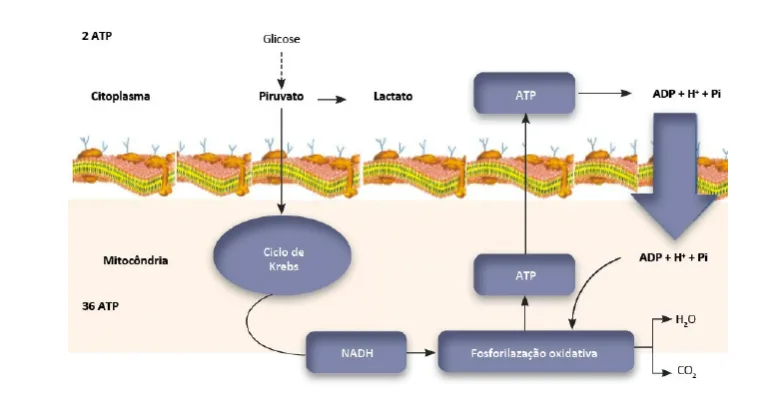 2 ATP
Glicose
Citoplasma
Piruvato
Lactato
ATP
ADP + H⁺ + Pi
Ciclo de
Krebs
Mitocôndria
ATP
ADP + H⁺ + Pi
36 ATP
NADH
Fosforilazação oxidativa
H₂O
CO₂